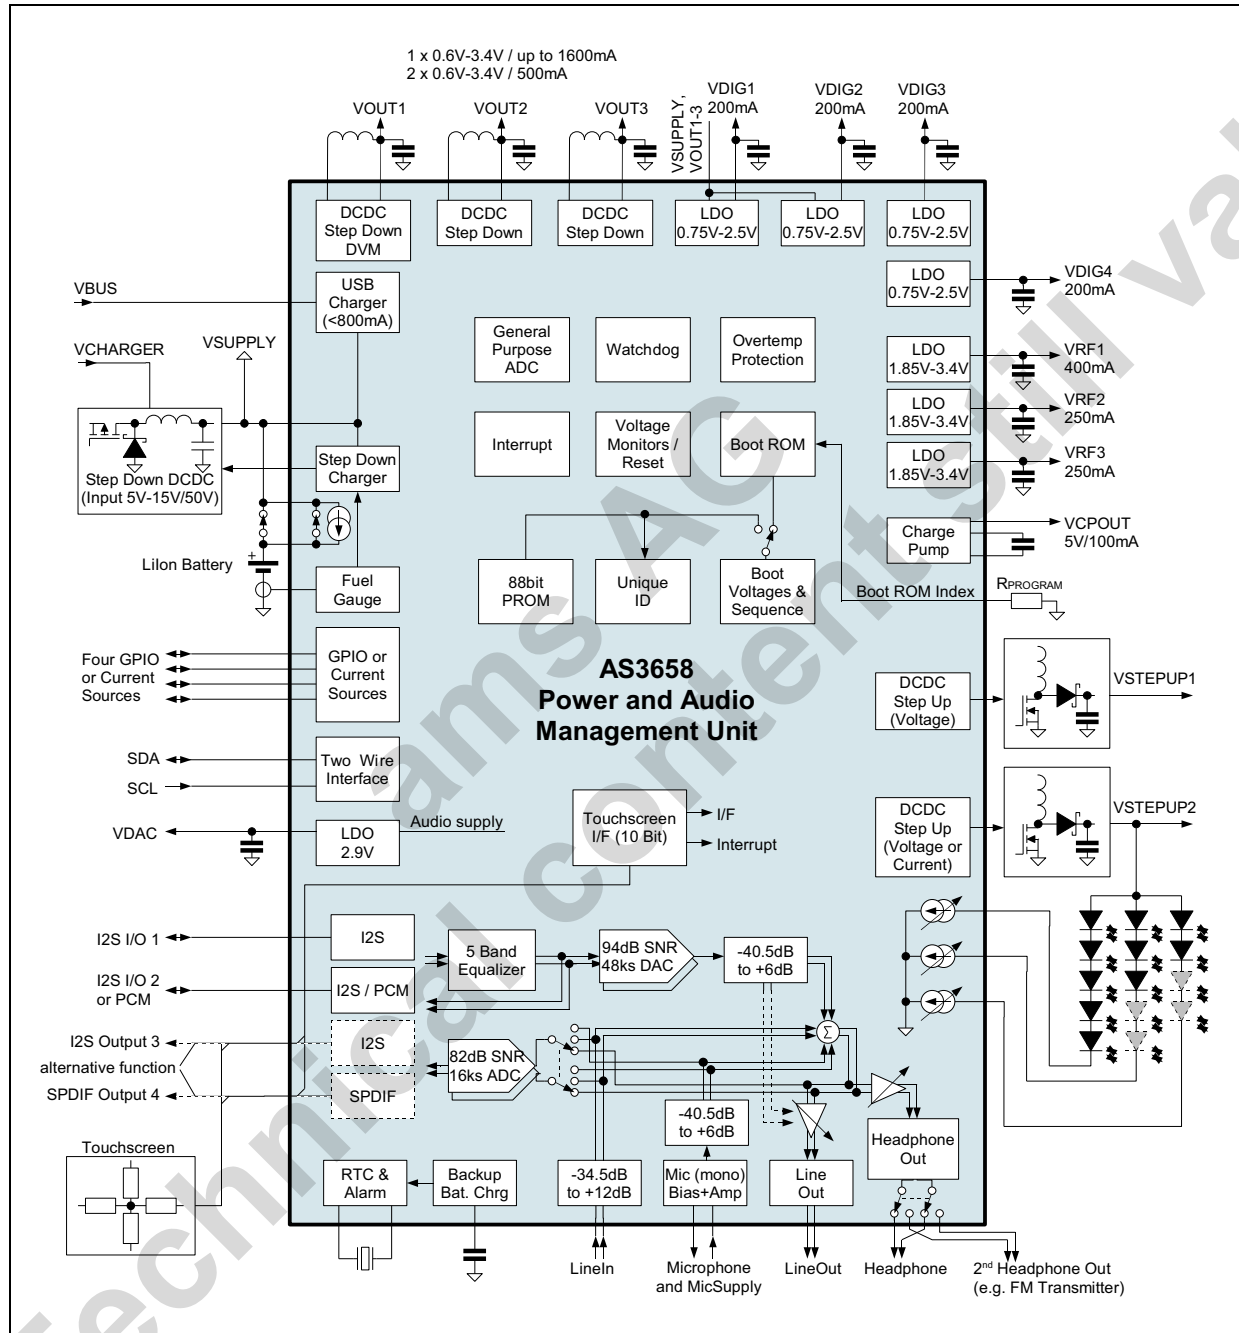 1 x 0.6V-3.4V / up to 1600mA
2 x 0.6V-3.4V / 500mA
VOUT1
VOUT2
VOUT3
VSUPPLY,
VOUT1-3
VDIG1
200mA
VDIG2
200mA
VDIG3
200mA
DCDC
Step Down
DVM
DCDC
Step Down
DCDC
Step Down
LDO
0.75V-2.5V
LDO
0.75V-2.5V
LDO
0.75V-2.5V
VBUS
USB
Charger
(<800mA)
LDO
0.75V-2.5V
VDIG4
200mA
VCHARGER
VSUPPLY
General
Purpose
ADC
Watchdog
Overtemp
Protection
LDO
1.85V-3.4V
VRF1
400mA
LDO
1.85V-3.4V
VRF2
250mA
Step Down DCDC
(Input 5V-15V/50V)
Step Down
Charger
Interrupt
Voltage
Monitors /
Reset
Boot ROM
LDO
1.85V-3.4V
VRF3
250mA
Charge
Pump
VCPOUT
5V/100mA
LiIon Battery
+
Fuel
Gauge
88bit
PROM
Unique
ID
Boot
Voltages &
Sequence
Boot ROM Index
RPROGRAM
Four GPIO
or Current
Sources
GPIO or
Current
Sources
AS3658
Power and Audio
Management Unit
DCDC
Step Up
(Voltage)
VSTEPUP1
SDA
SCL
Two Wire
Interface
VDAC
LDO
2.9V
Audio supply
Touchscreen
I/F (10 Bit)
I/F
Interrupt
DCDC
Step Up
(Voltage or
Current)
VSTEPUP2
I2S I/O 1
I2S
5 Band
Equalizer
94dB SNR
48ks DAC
-40.5dB
to +6dB
I2S I/O 2
or PCM
I2S / PCM
Σ
I2S Output 3
alternative function
SPDIF Output 4
I2S
SPDIF
82dB SNR
16ks ADC
-40.5dB
to +6dB
Headphone
Out
Touchscreen
RTC &
Alarm
Backup
Bat. Chrg
-34.5dB
to +12dB
Mic (mono)
Bias+Amp
Line
Out
LineIn
Microphone
and MicSupply
LineOut
Headphone
2nd Headphone Out
(e.g. FM Transmitter)
ams AG
Technical content still val